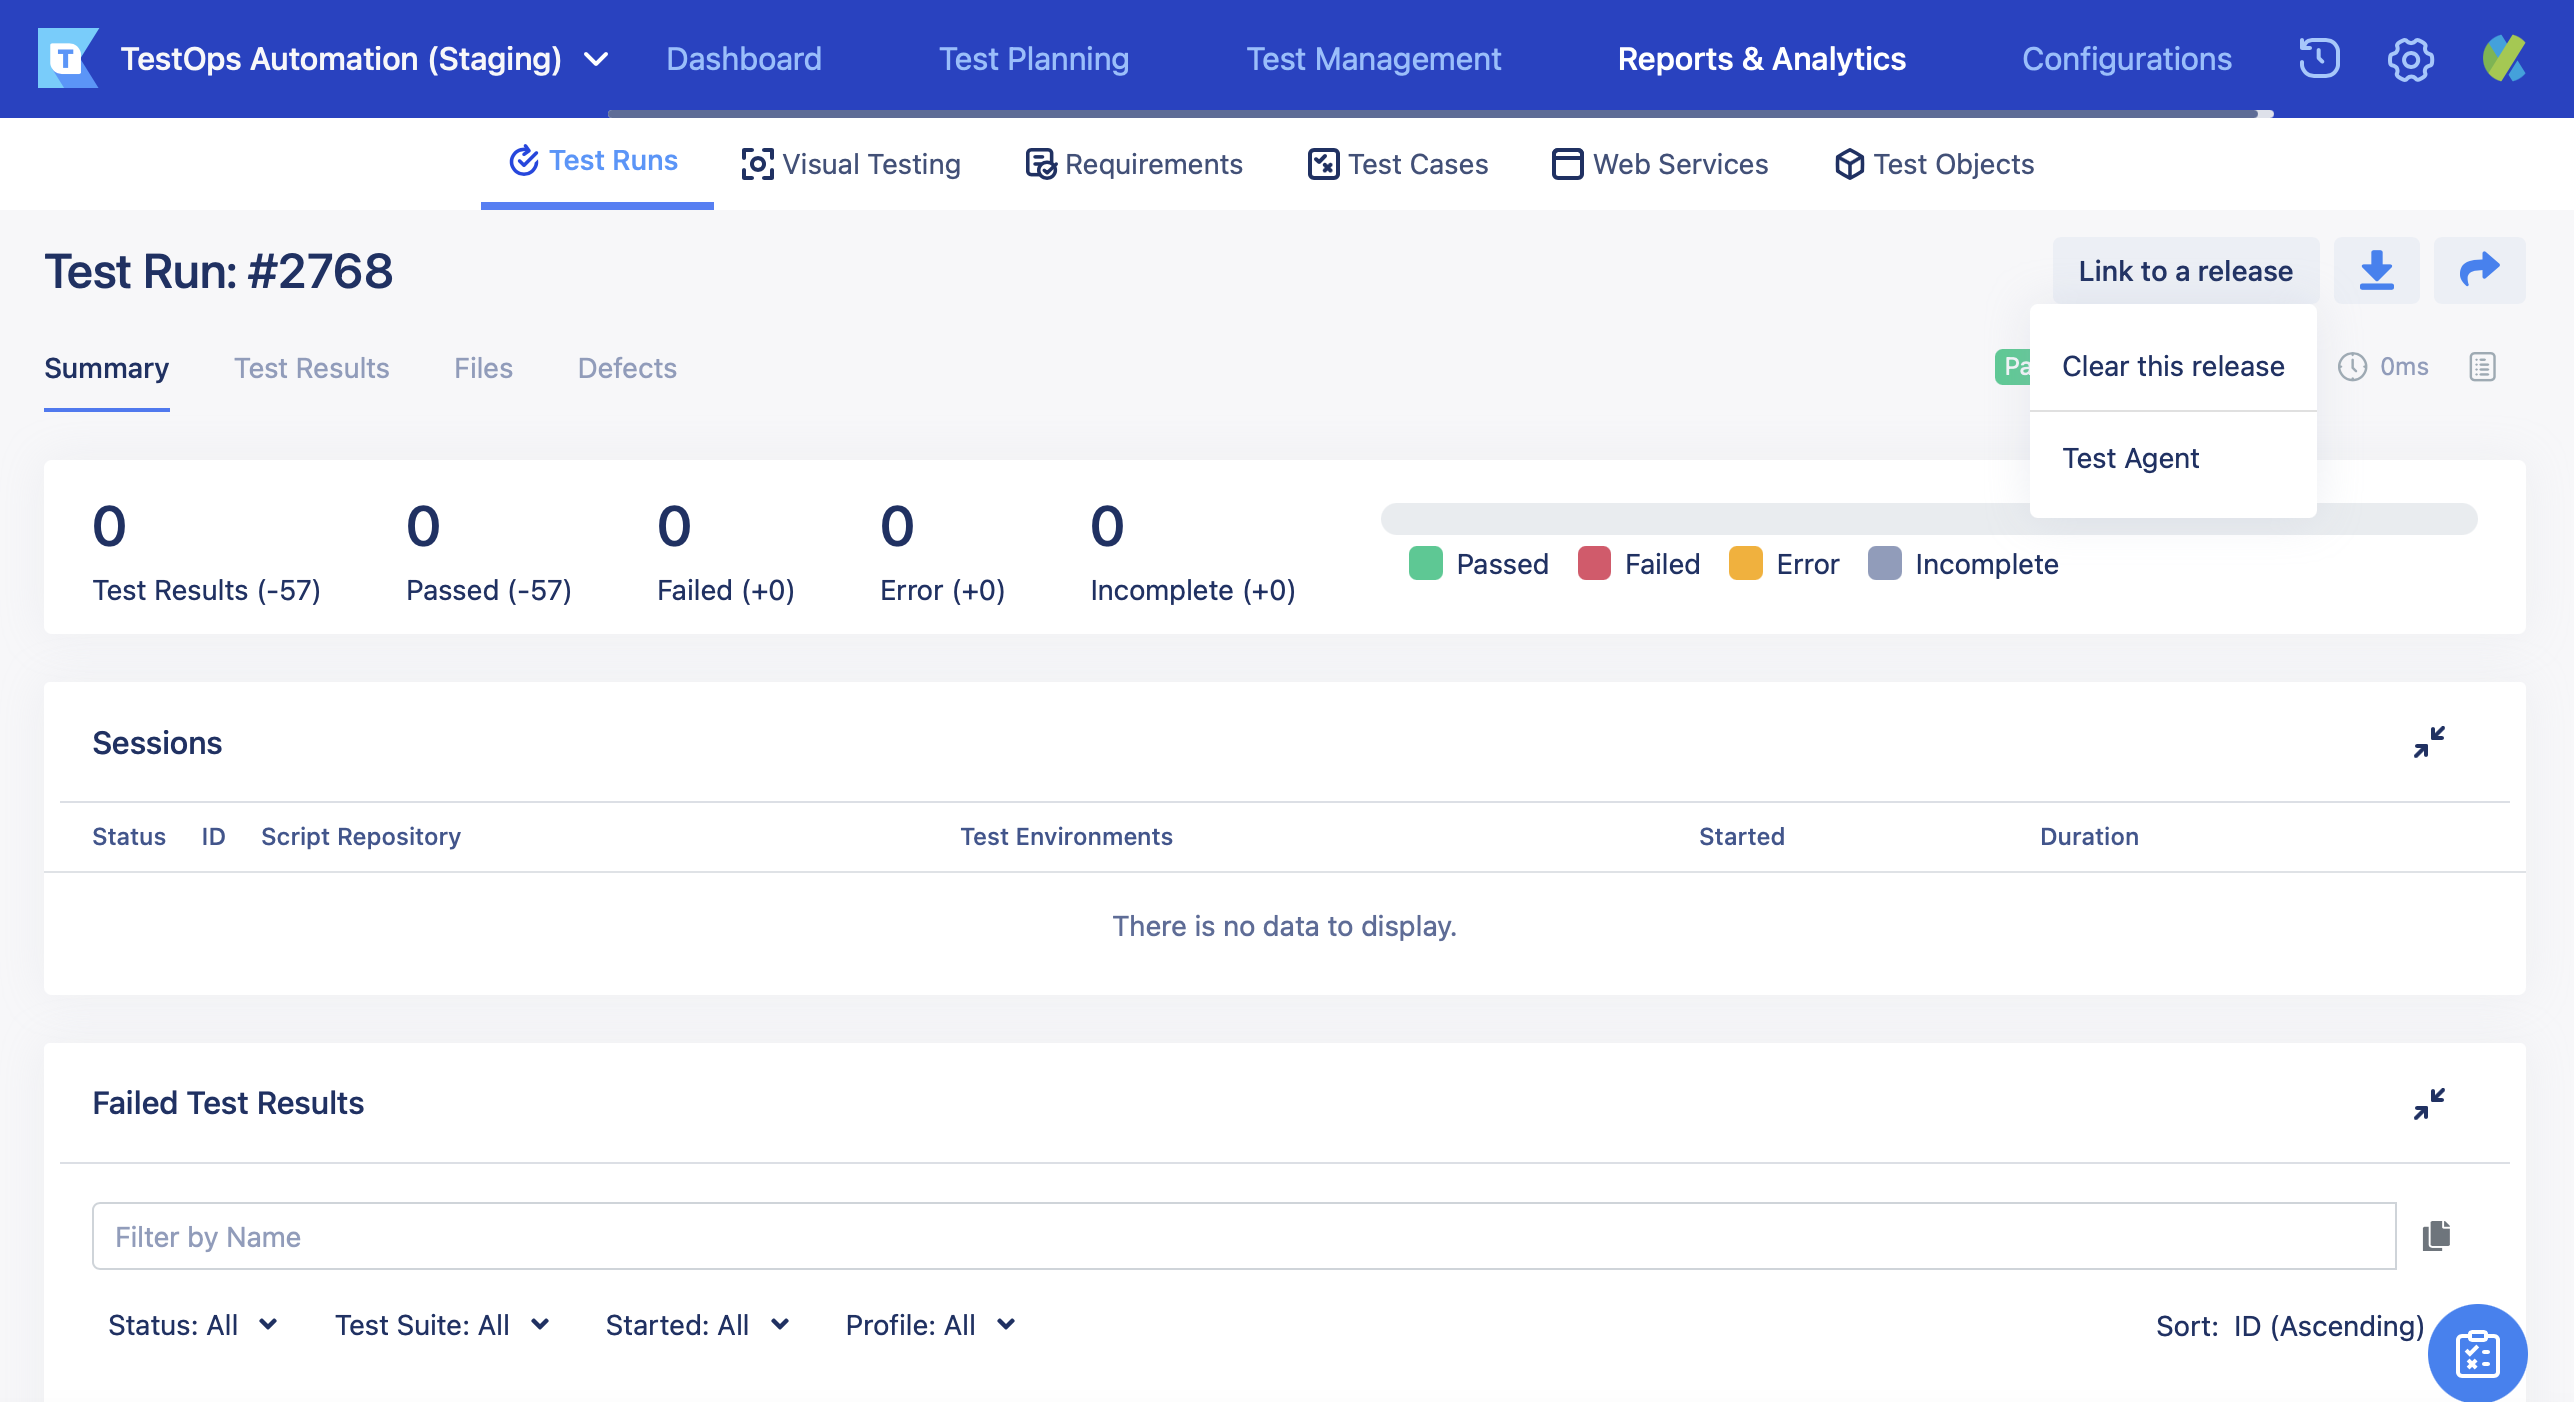 TestOps Automation (Staging)
Dashboard
Test Planning
Test Management
Reports & Analytics
Configurations
Test Runs
Visual Testing
Requirements
Test Cases
Web Services
Test Objects
Test Run: #2768
Link to a release
Clear this release
Test Agent
Summary
Test Results
Files
Defects
0ms
0
Test Results (-57)
0
Passed (-57)
0
Failed (+0)
0
Error (+0)
0
Incomplete (+0)
Passed
Failed
Error
Incomplete
Sessions
Status
ID
Script Repository
Test Environments
Started
Duration
There is no data to display.
Failed Test Results
Filter by Name
Status: All
Test Suite: All
Started: All
Profile: All
Sort: ID (Ascending)